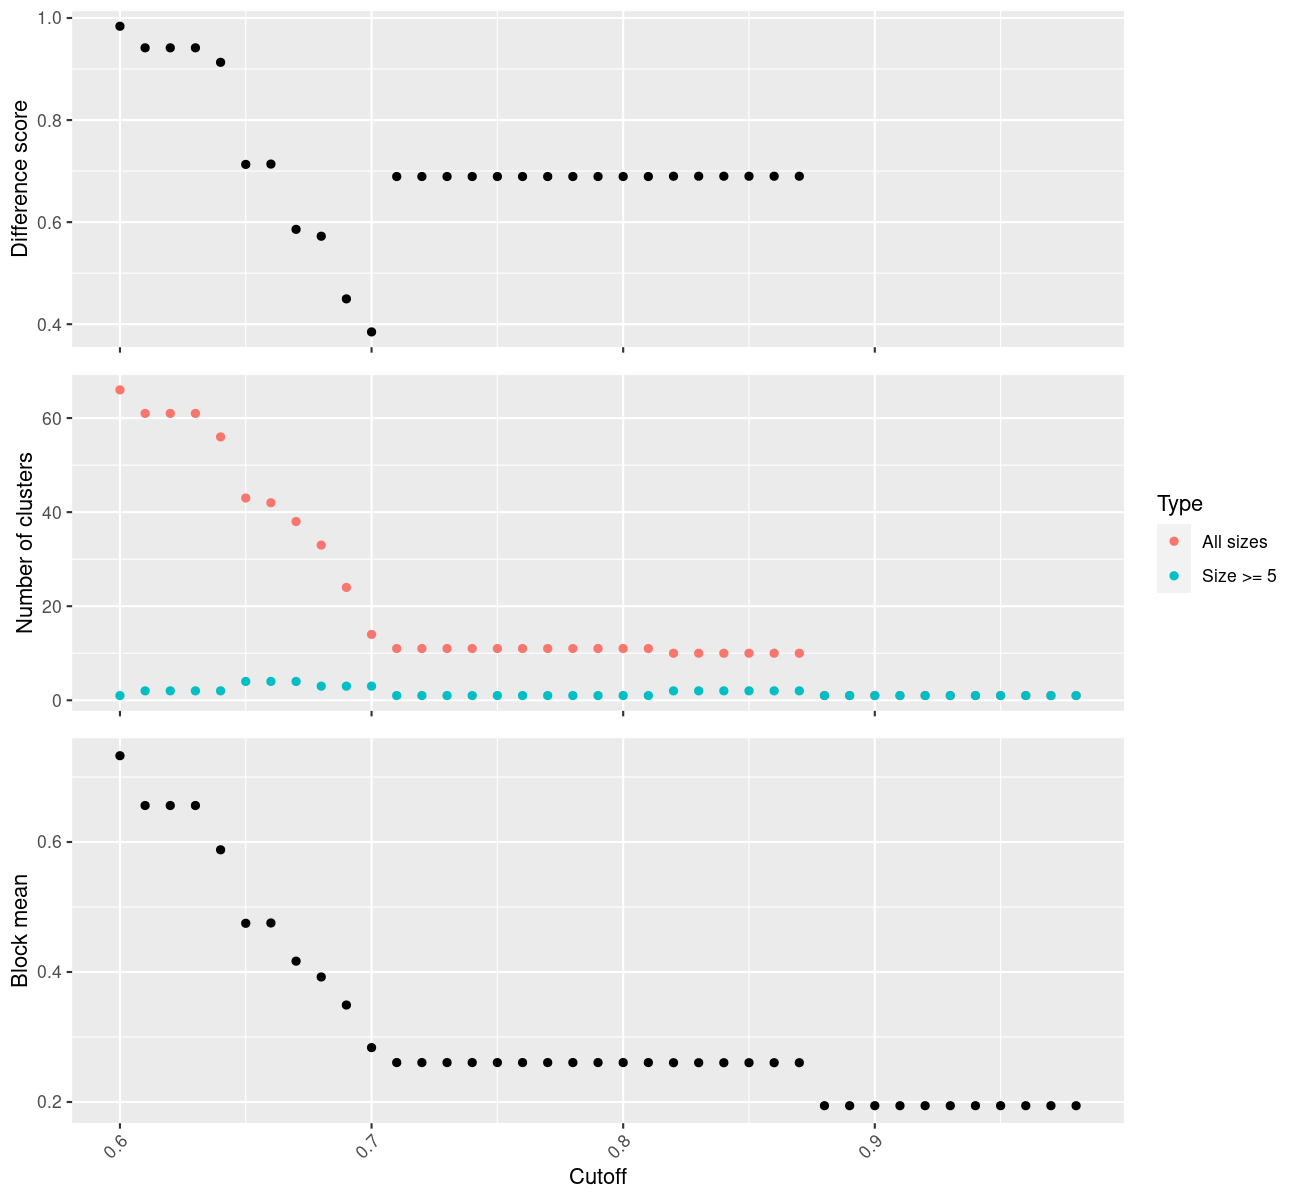 1.0
0.8
0.6
0.4
Difference score
60
40
20
0
Number of clusters
Type
All sizes
Size >= 5
0.6
0.4
0.2
Block mean
0.6
0.7
0.8
0.9
Cutoff